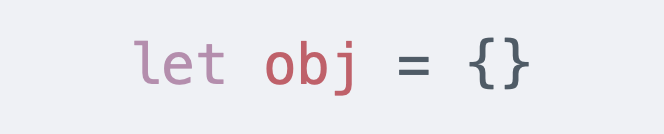 let obj = {}